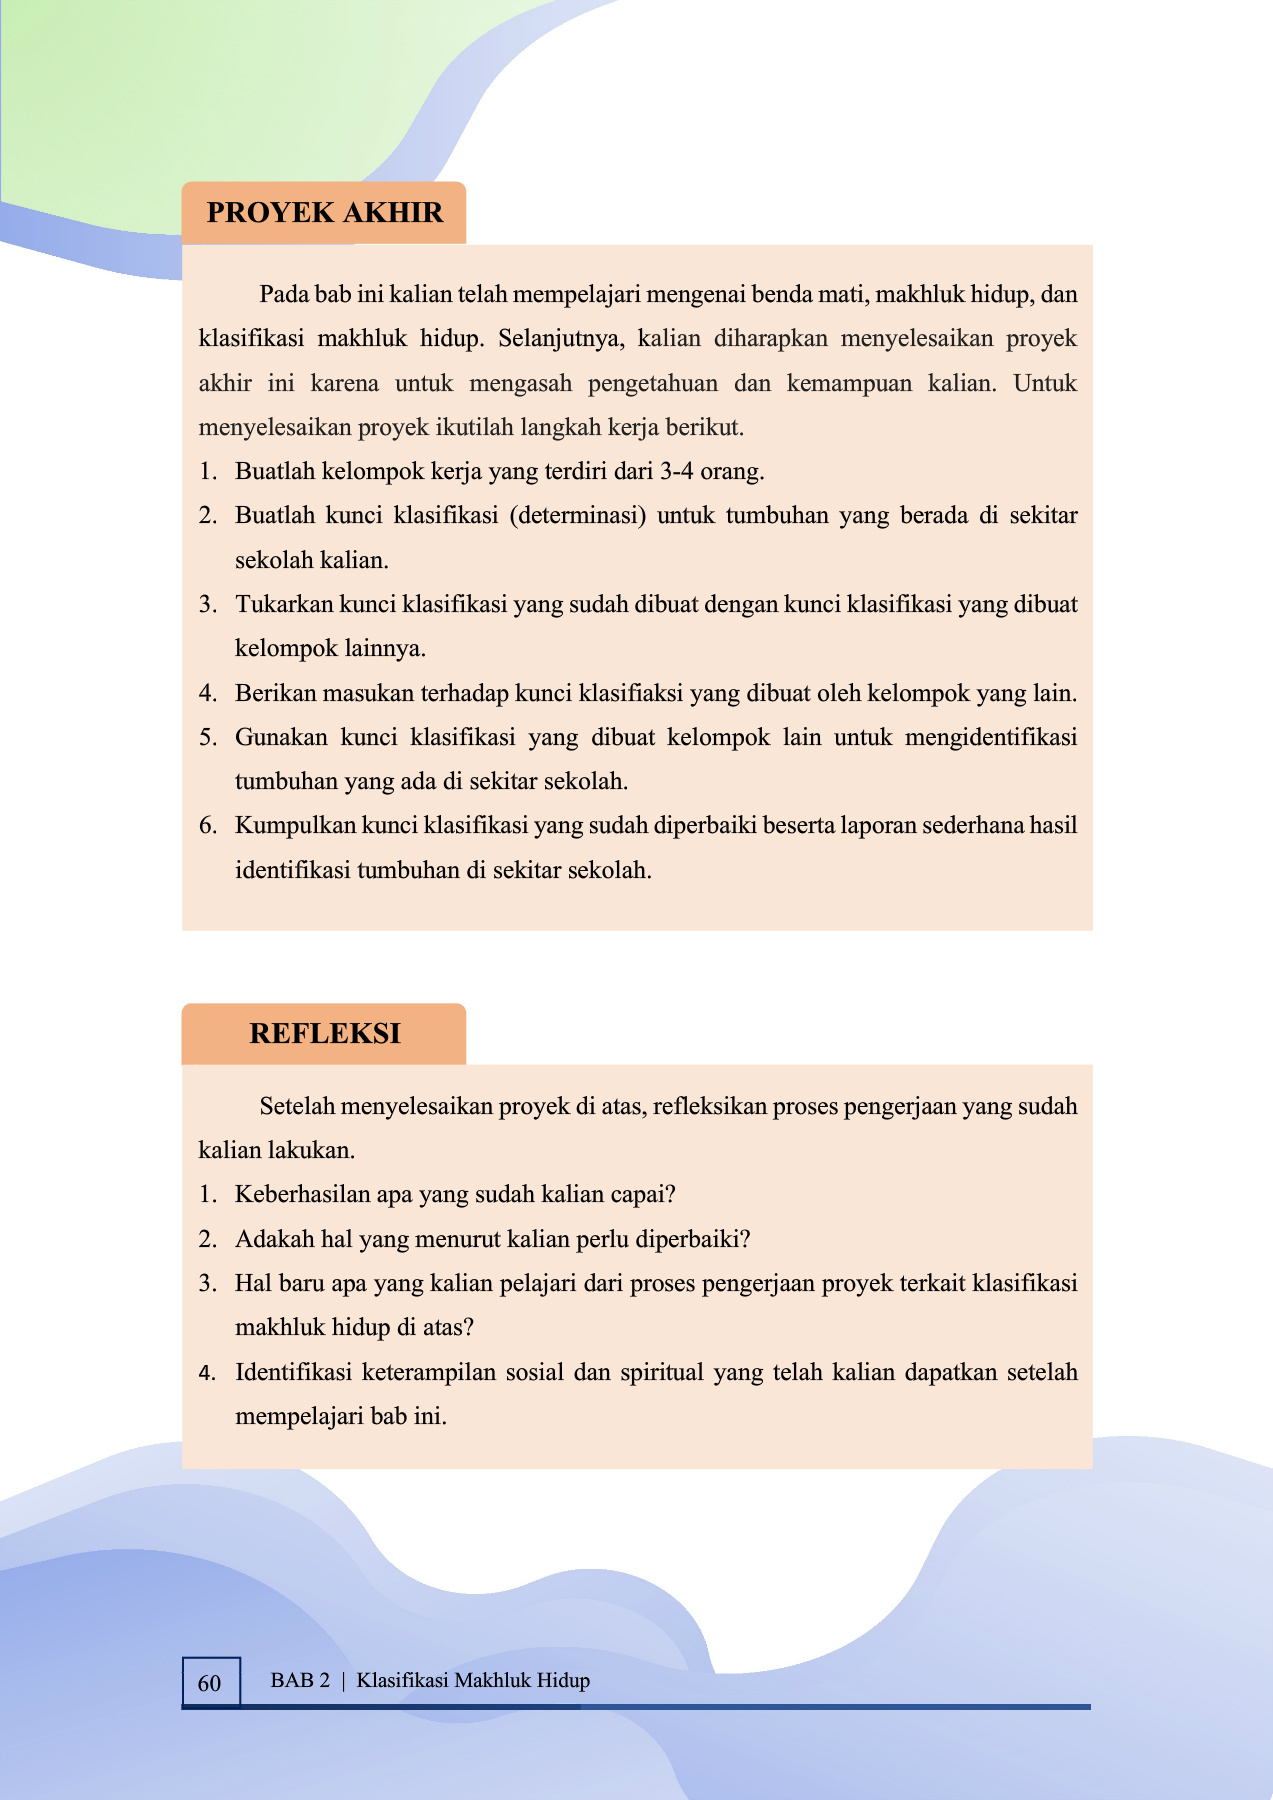 PROYEK AKHIR
Pada bab ini kalian telah mempelajari mengenai benda mati, makhluk hidup, dan
klasifikasi makhluk hidup. Selanjutnya, kalian diharapkan menyelesaikan proyek
akhir ini karena untuk mengasah pengetahuan dan kemampuan kalian. Untuk
menyelesaikan proyek ikutilah langkah kerja berikut.
1. Buatlah kelompok kerja yang terdiri dari 3-4 orang.
2. Buatlah kunci klasifikasi (determinasi) untuk tumbuhan yang berada di sekitar
sekolah kalian.
3. Tukarkan kunci klasifikasi yang sudah dibuat dengan kunci klasifikasi yang dibuat
kelompok lainnya.
4. Berikan masukan terhadap kunci klasifiaksi yang dibuat oleh kelompok yang lain.
5. Gunakan kunci klasifikasi yang dibuat kelompok lain untuk mengidentifikasi
tumbuhan yang ada di sekitar sekolah.
6. Kumpulkan kunci klasifikasi yang sudah diperbaiki beserta laporan sederhana hasil
identifikasi tumbuhan di sekitar sekolah.
REFLEKSI
Setelah menyelesaikan proyek di atas, refleksikan proses pengerjaan yang sudah
kalian lakukan.
1. Keberhasilan apa yang sudah kalian capai?
2. Adakah hal yang menurut kalian perlu diperbaiki?
3. Hal baru apa yang kalian pelajari dari proses pengerjaan proyek terkait klasifikasi
makhluk hidup di atas?
4. Identifikasi keterampilan sosial dan spiritual yang telah kalian dapatkan setelah
mempelajari bab ini.
60 BAB 2 | Klasifikasi Makhluk Hidup